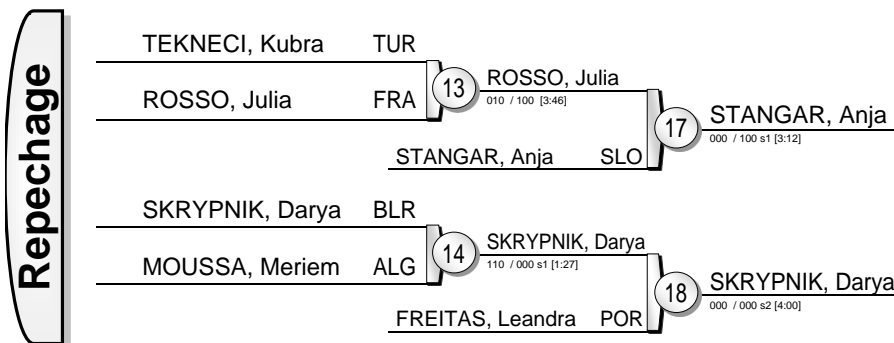 Repechage
TEKNECI, Kubra TUR
13
ROSSO, Julia
010 / 100 [3:46]
ROSSO, Julia FRA
17
STANGAR, Anja
000 / 100 s1 [3:12]
STANGAR, Anja SLO
SKRYPNIK, Darya BLR
14
SKRYPNIK, Darya
110 / 000 s1 [1:27]
MOUSSA, Meriem ALG
18
SKRYPNIK, Darya
000 / 000 s2 [4:00]
FREITAS, Leandra POR